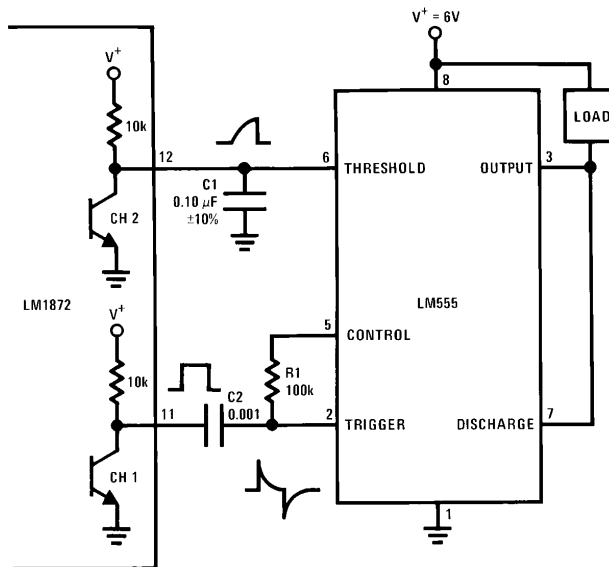 V+ = 6V
V+
8
10k
LOAD
12
6
THRESHOLD
OUTPUT
3
C1
0.10 µF
±10%
CH 2
LM1872
LM555
V+
5
CONTROL
10k
R1
100k
C2
0.001
11
2
TRIGGER
DISCHARGE
7
CH 1
1